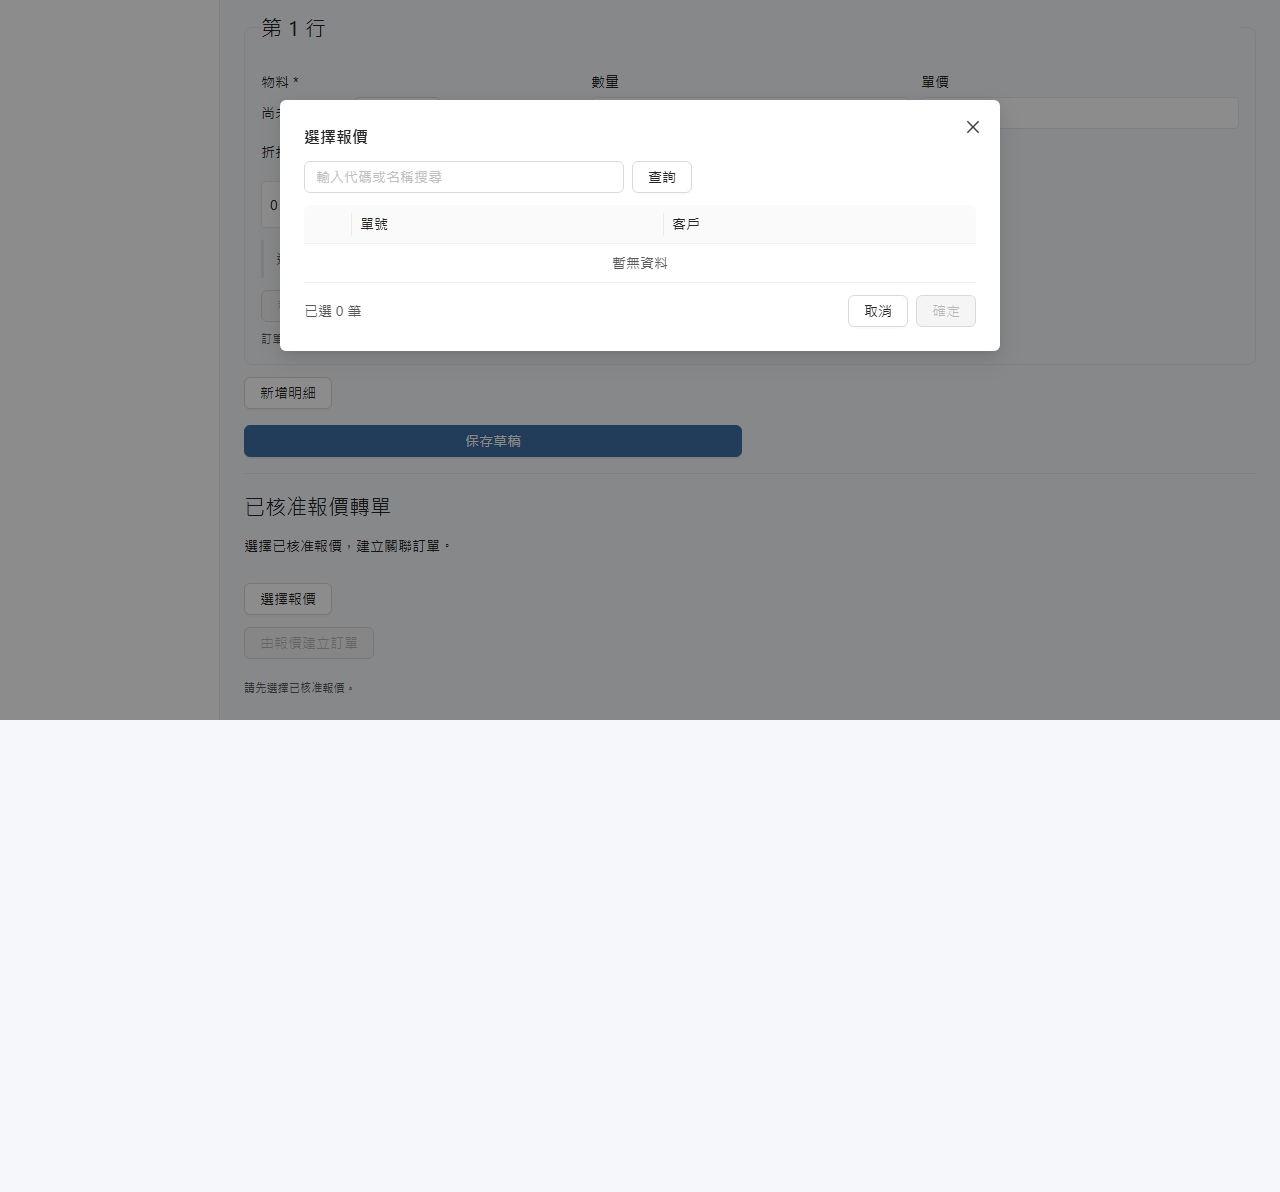 第 1 行
物料 *
數量
單價
尚
選擇報價
折
輸入代碼或名稱搜尋
查詢
0
單號
客戶
暫無資料
已選 0 筆
取消
確定
訂單
新增明細
保存草稿
已核准報價轉單
選擇已核准報價，建立關聯訂單。
選擇報價
由報價建立訂單
請先選擇已核准報價。